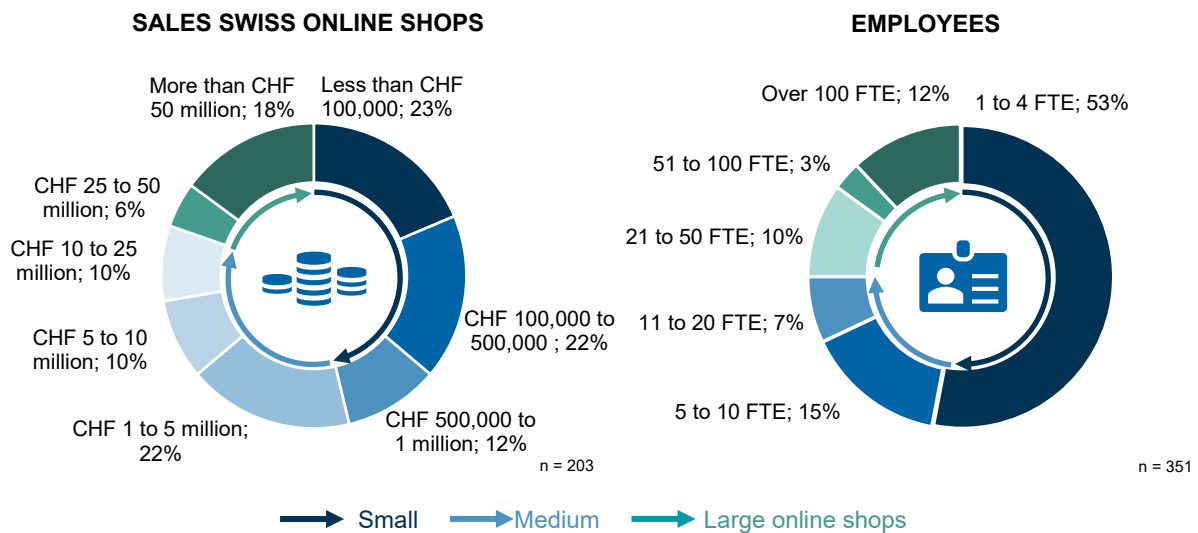 SALES SWISS ONLINE SHOPS
More than CHF
50 million; 18%
Less than CHF
100,000; 23%
CHF 25 to 50
million; 6%
CHF 10 to 25
million; 10%
CHF 5 to 10
million; 10%
CHF 1 to 5 million;
22%
CHF 100,000 to
500,000 ; 22%
CHF 500,000 to
1 million; 12%
n = 203
EMPLOYEES
Over 100 FTE; 12%
1 to 4 FTE; 53%
51 to 100 FTE; 3%
21 to 50 FTE; 10%
11 to 20 FTE; 7%
5 to 10 FTE; 15%
n = 351
Small
Medium
Large online shops